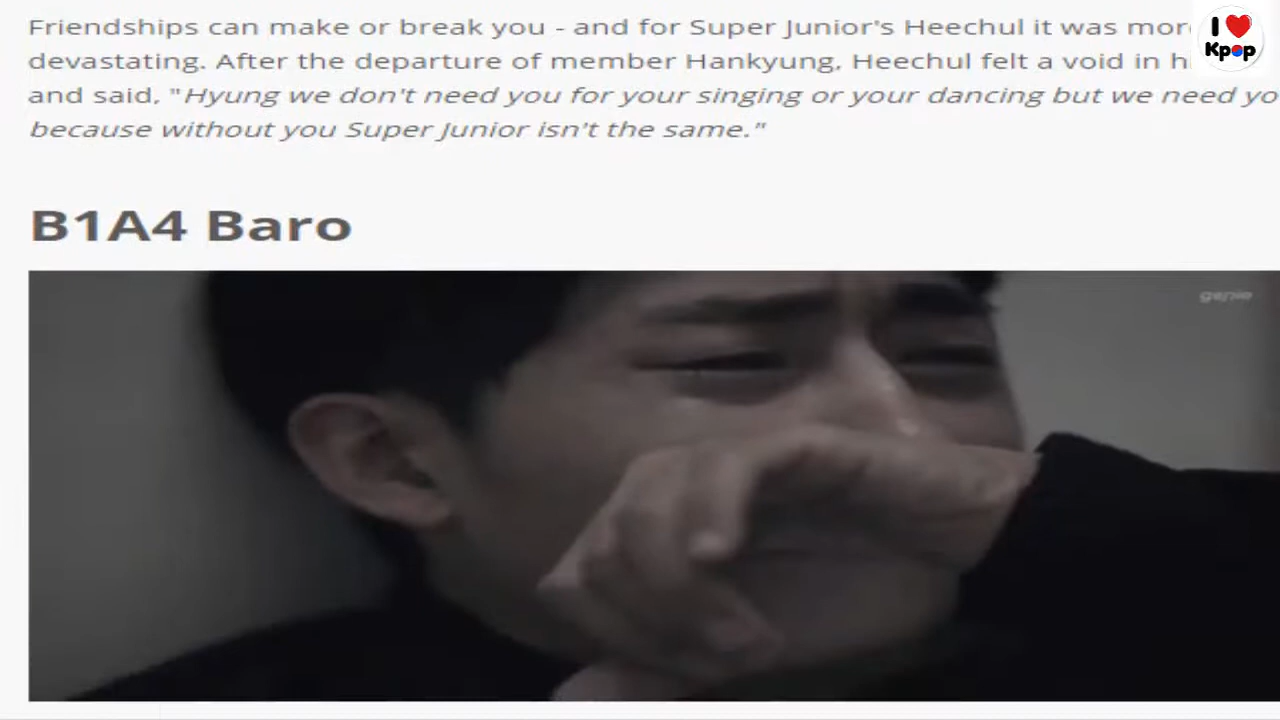 Friendships can make or break you - and for Super Junior's Heechul it was
devastating. After the departure of member Hankyung, Heechul felt a void in
and said, "Hyung we don't need you for your singing or your dancing but we need
because without you Super Junior isn't the same."
I
Kpop
B1A4 Baro
genie